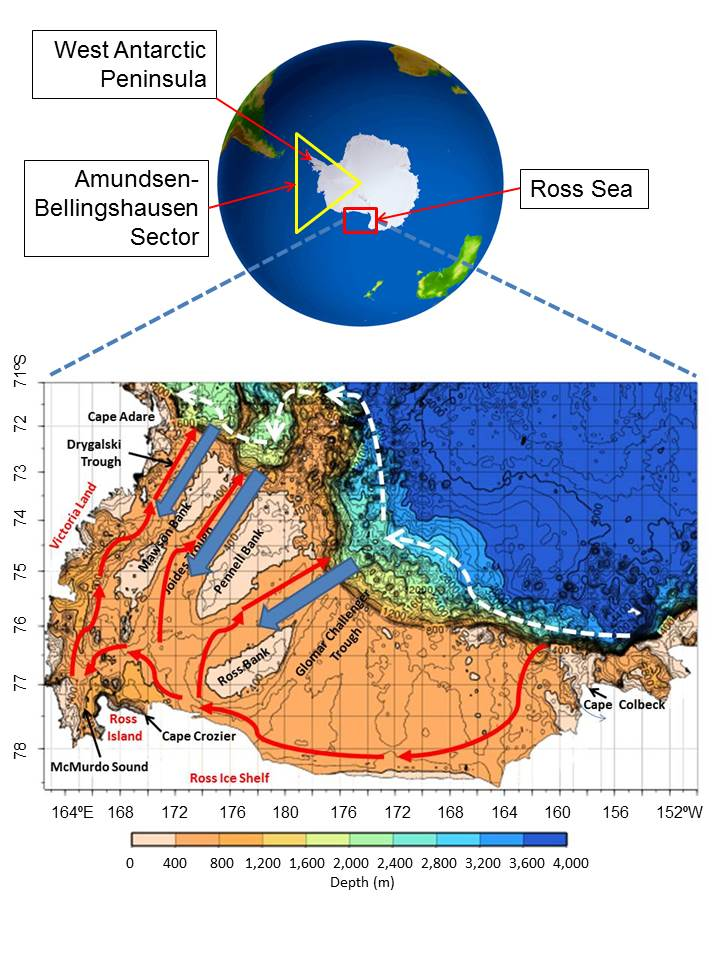 West Antarctic
Peninsula
Amundsen-
Bellingshausen
Sector
Ross Sea
71ºS
72
73
74
75
76
77
78
Cape Adare
Drygalski
Trough
Victoria Land
Mawson Bank
Joides Trough
Pennell Bank
Ross Bank
Glomar Challenger
Trough
Cape Colbeck
Ross
Island
Cape Crozier
McMurdo Sound
Ross Ice Shelf
164ºE 168 172 176 180 176 172 168 164 160 156 152ºW
0 400 800 1,200 1,600 2,000 2,400 2,800 3,200 3,600 4,000
Depth (m)